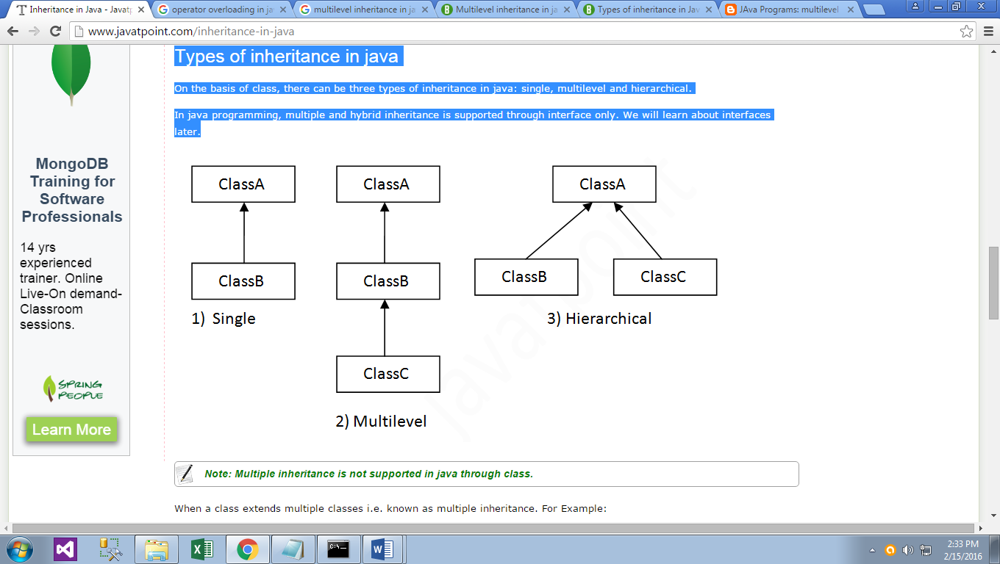 Inheritance in Java - Javatp
operator overloading in ja
multilevel inheritance in ja
Multilevel inheritance in ja
Types of inheritance in Jav
JAva Programs: multilevel
www.javatpoint.com/inheritance-in-java
MongoDB
Training for
Software
Professionals
14 yrs
experienced
trainer. Online
Live-On demand-
Classroom
sessions.
SPRING
PEOPLE
Learn More
Types of inheritance in java
On the basis of class, there can be three types of inheritance in java: single, multilevel and hierarchical.
In java programming, multiple and hybrid inheritance is supported through interface only. We will learn about interfaces
later.
ClassA
ClassB
1) Single
ClassA
ClassB
ClassC
2) Multilevel
ClassA
ClassB
ClassC
3) Hierarchical
Javatpoint
Note: Multiple inheritance is not supported in java through class.
When a class extends multiple classes i.e. known as multiple inheritance. For Example:
2:33 PM
2/15/2016